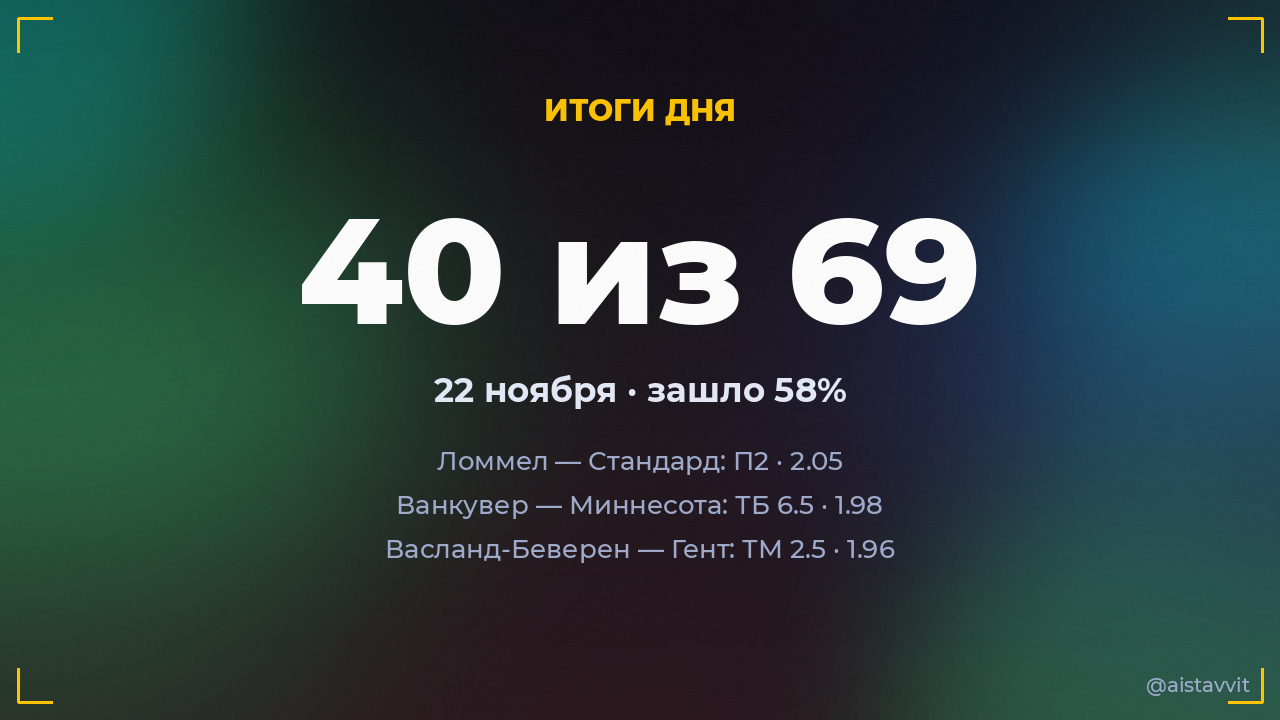 ИТОГИ ДНЯ
40 из 69
22 ноября · зашло 58%
Ломмел — Стандард: П2 · 2.05
Ванкувер — Миннесота: ТБ 6.5 · 1.98
Васланд-Беверен — Гент: ТМ 2.5 · 1.96
@aistavvit